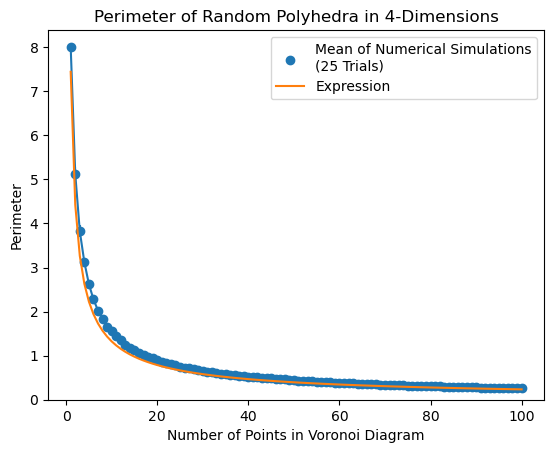 Perimeter of Random Polyhedra in 4-Dimensions
Mean of Numerical Simulations
(25 Trials)
Expression
Perimeter
8
7
6
5
4
3
2
1
0
0 20 40 60 80 100
Number of Points in Voronoi Diagram